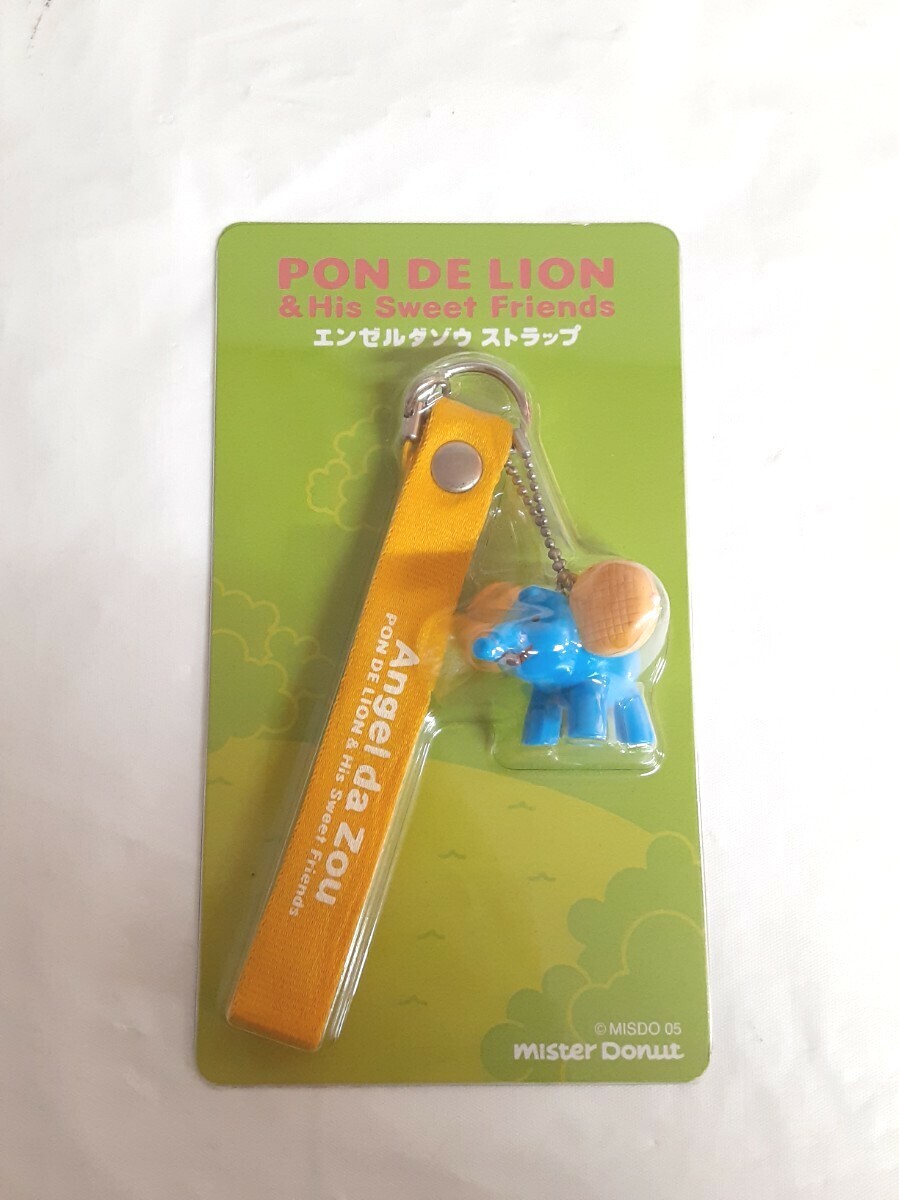 PON DE LION
& His Sweet Friends
エンゼルダゾウ ストラップ
Angel da Zou
PON DE LION & His Sweet Friends
©MISDO 05
mister Donut